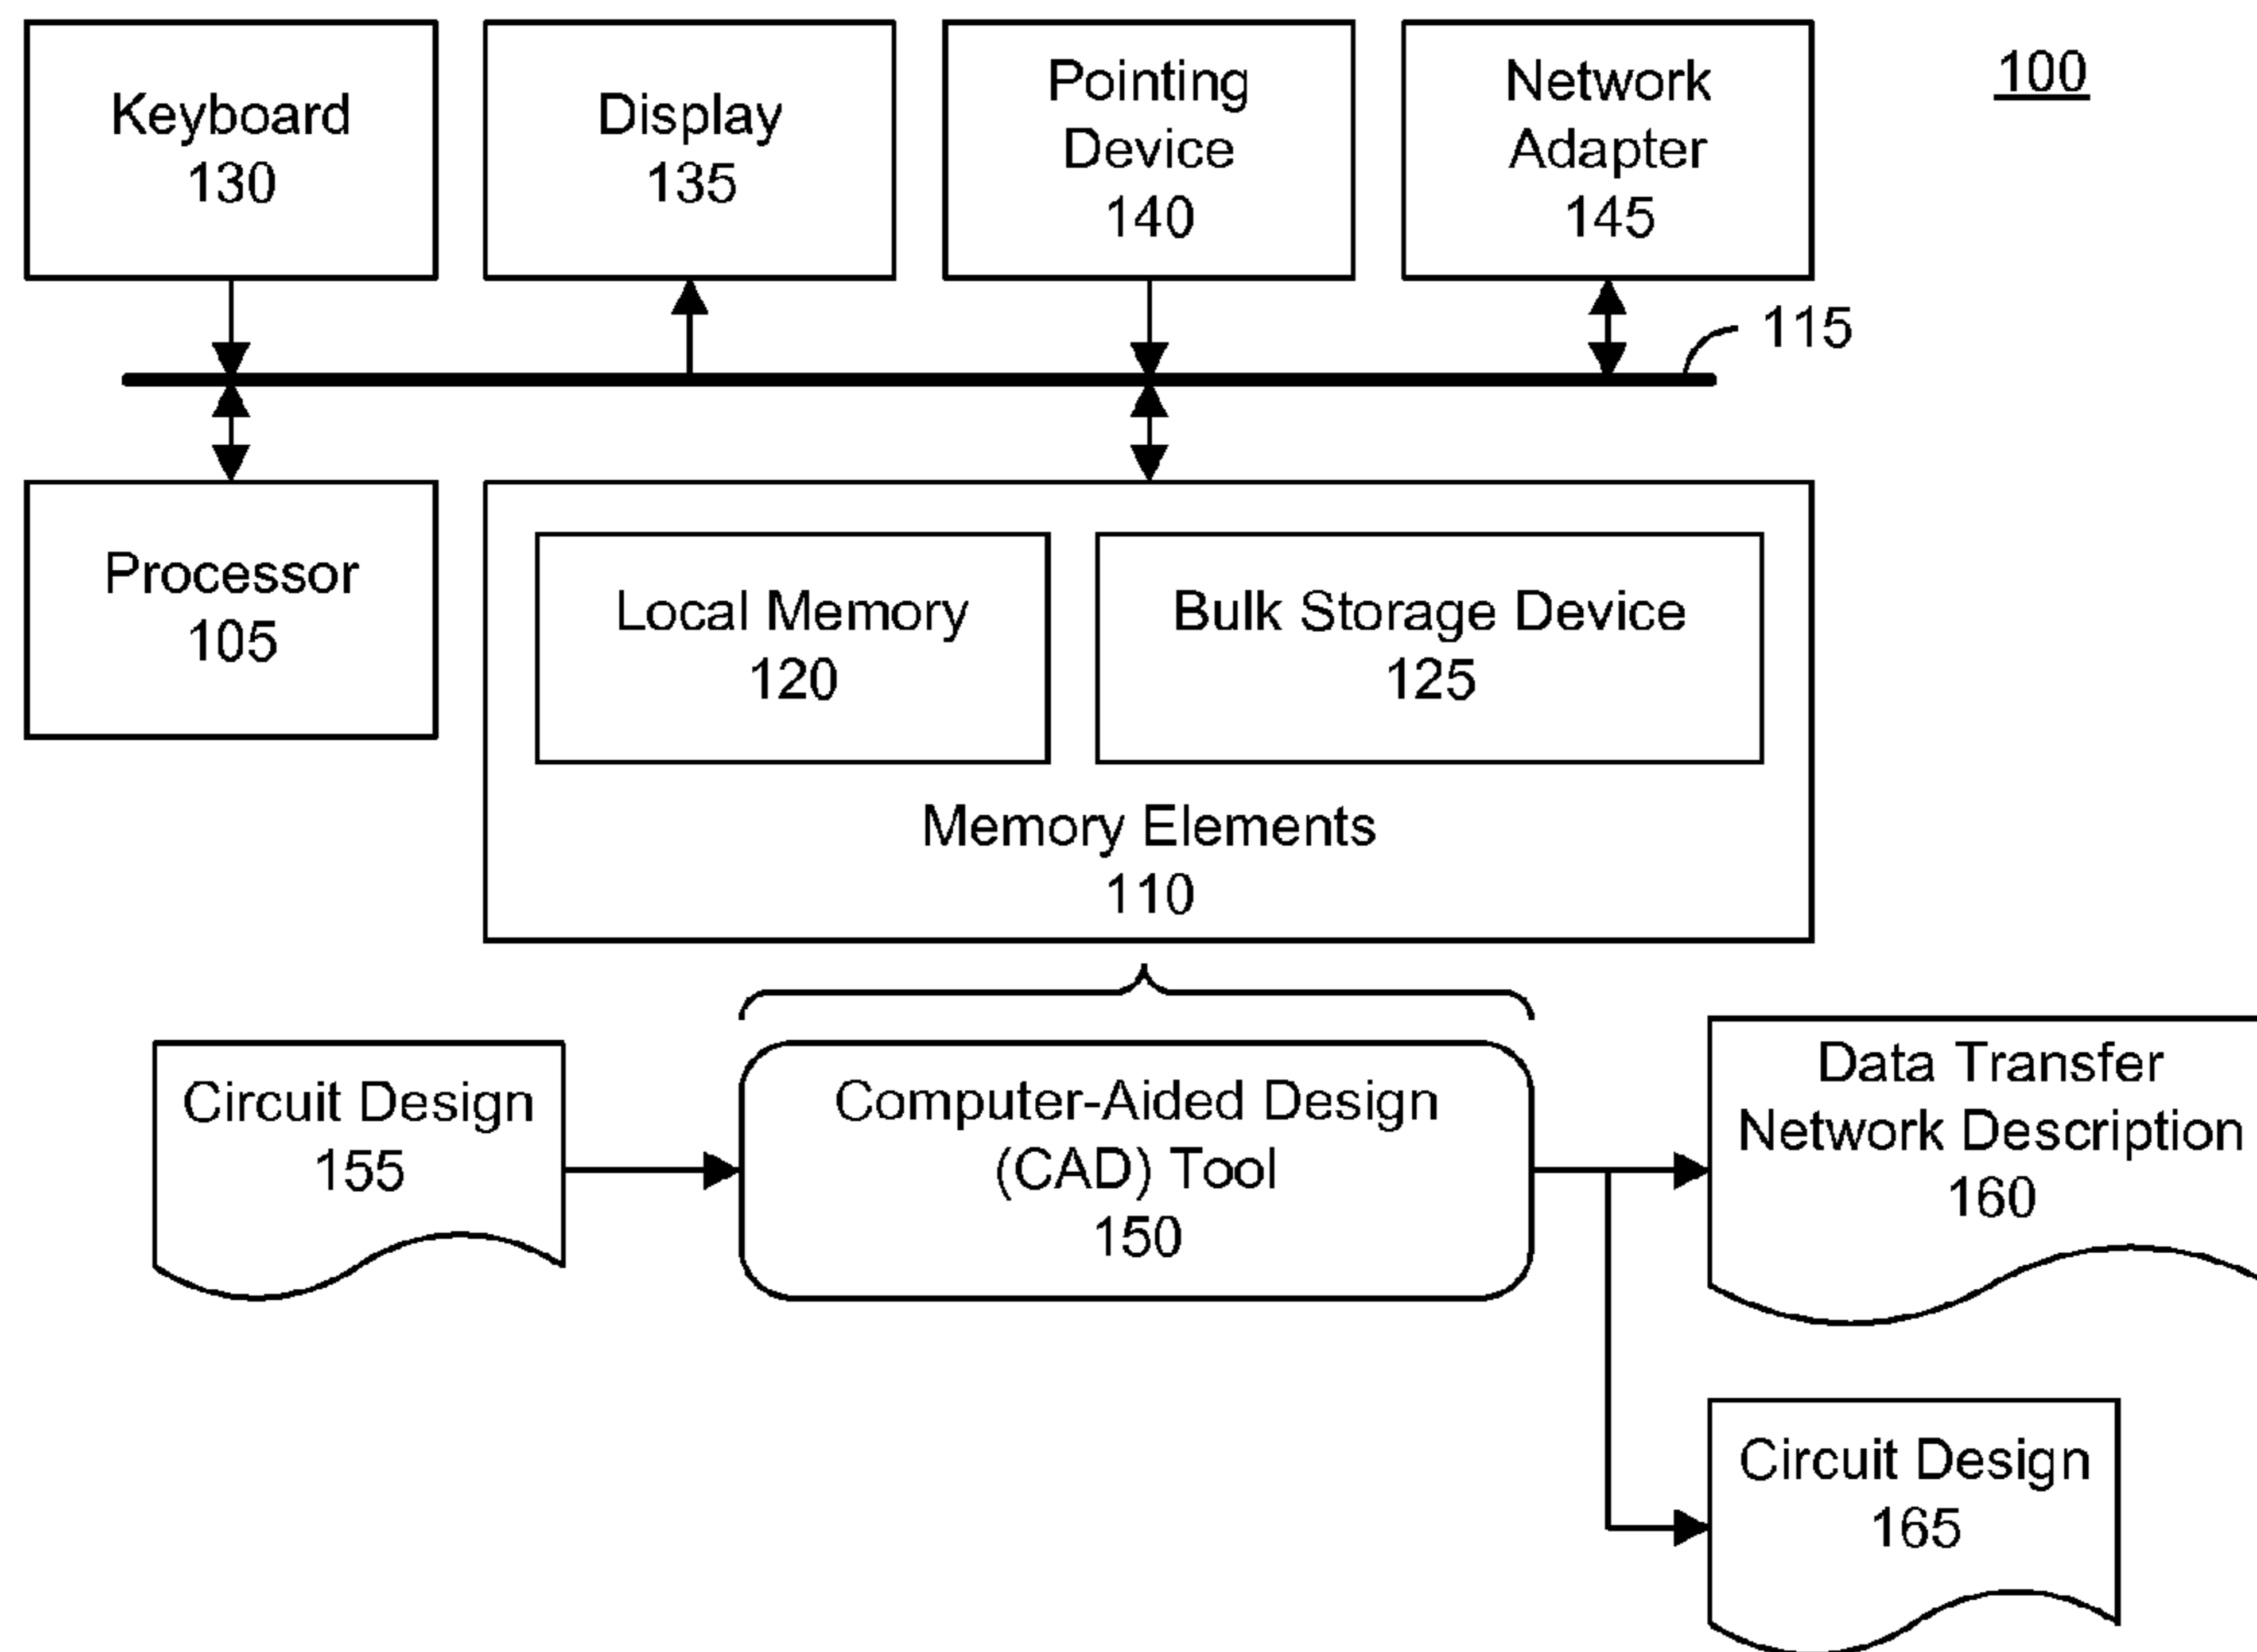 Keyboard
130
Display
135
Pointing
Device
140
Network
Adapter
145
100
115
Processor
105
Local Memory
120
Bulk Storage Device
125
Memory Elements
110
Circuit Design
155
Computer-Aided Design
(CAD) Tool
150
Data Transfer
Network Description
160
Circuit Design
165